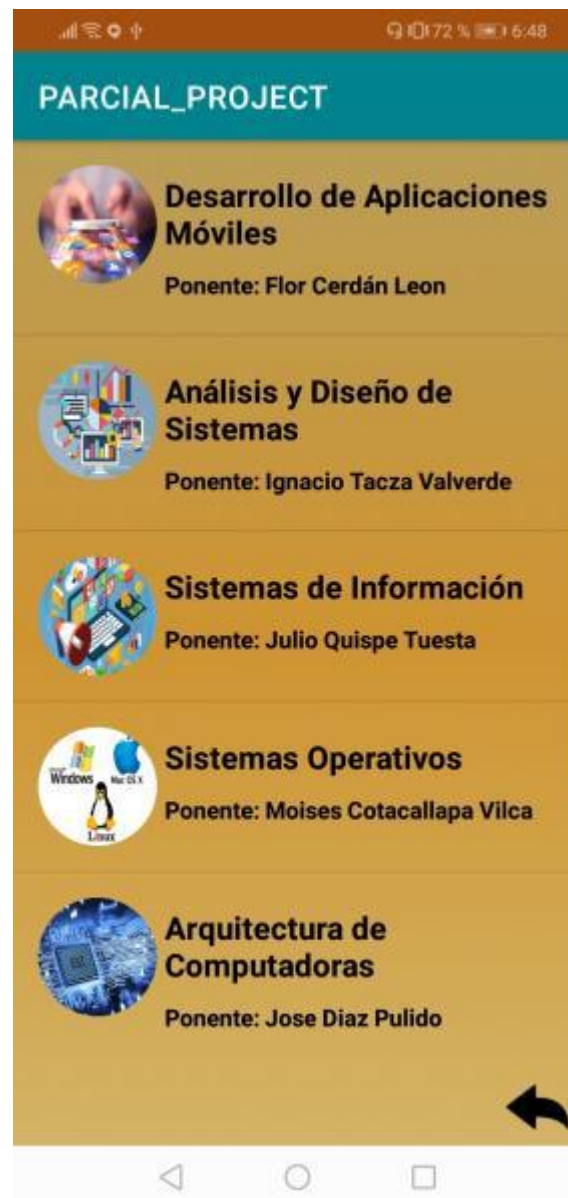 72 % 6:48
PARCIAL_PROJECT
Desarrollo de Aplicaciones
Móviles
Ponente: Flor Cerdán Leon
Análisis y Diseño de
Sistemas
Ponente: Ignacio Tacza Valverde
Sistemas de Información
Ponente: Julio Quispe Tuesta
Windows Mac OS X
Linux
Sistemas Operativos
Ponente: Moises Cotacallapa Vilca
Arquitectura de
Computadoras
Ponente: Jose Diaz Pulido